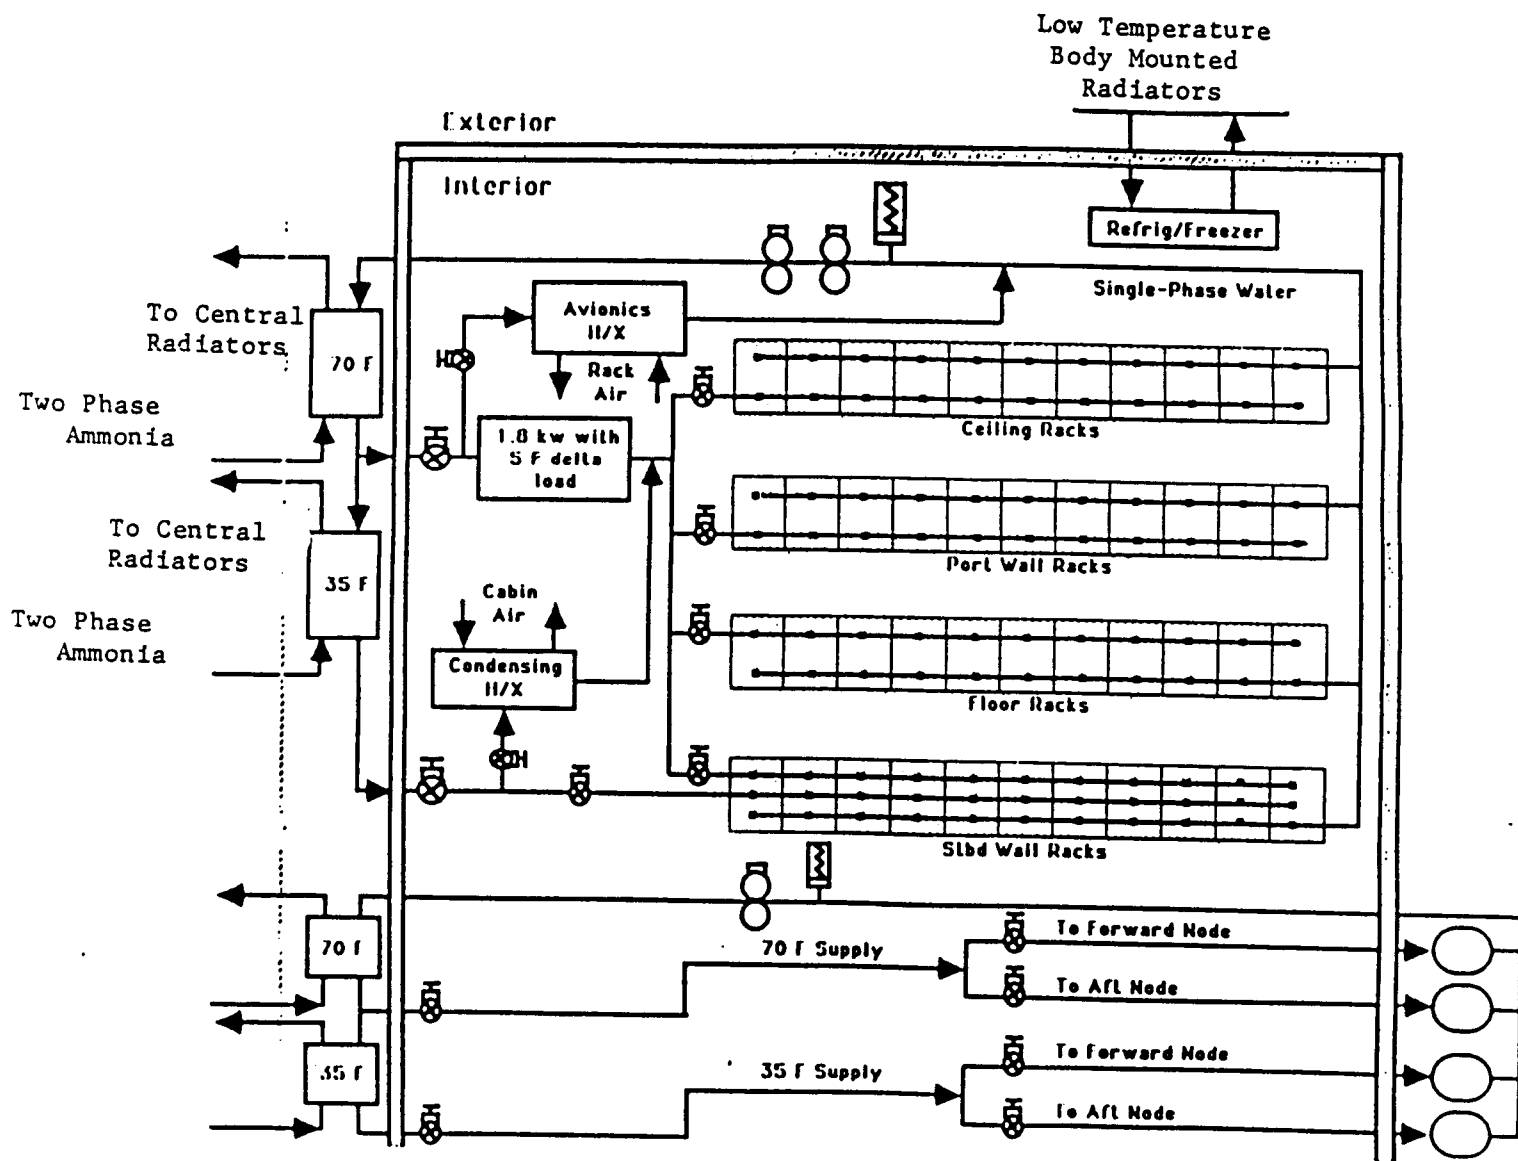 Low Temperature
Body Mounted
Radiators
Exterior
Interior
Refrig/Freezer
Single-Phase Water
To Central
Radiators
70 F
Avionics
H/X
Rack
Air
Two Phase
Ammonia
1.8 kw with
5 F delta
load
Ceiling Racks
To Central
Radiators
35 F
Port Wall Racks
Cabin
Air
Two Phase
Ammonia
Condensing
H/X
Floor Racks
Stbd Wall Racks
70 F
70 F Supply
To Forward Node
To Aft Node
35 F
35 F Supply
To Forward Node
To Aft Node